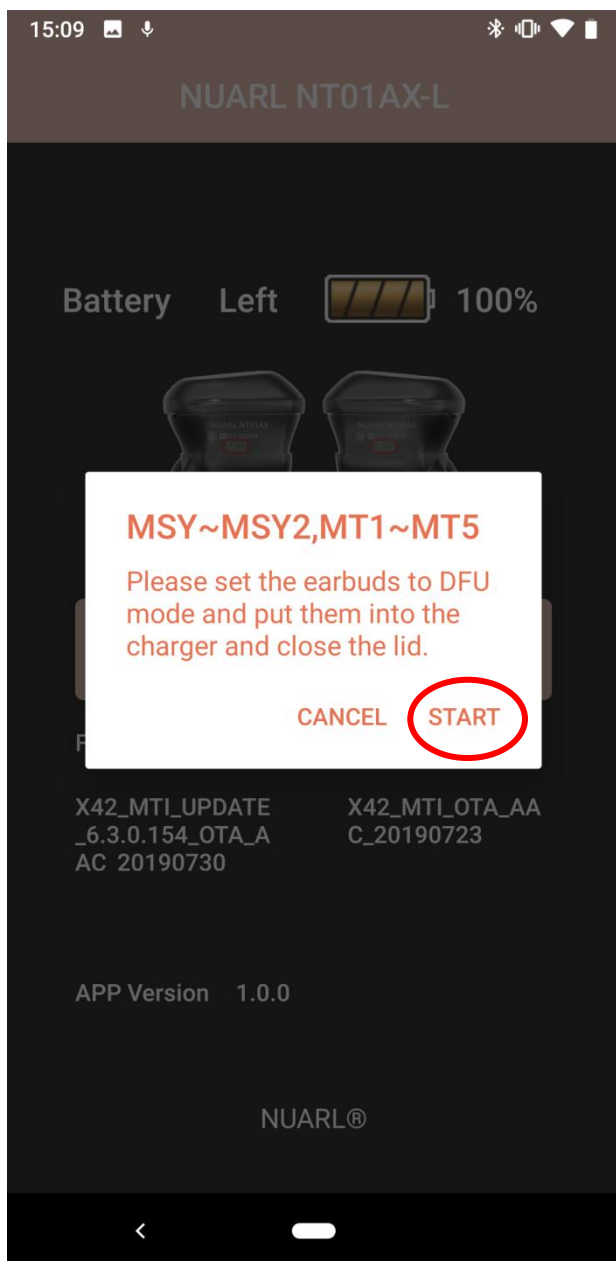 15:09
NUARL NT01AX-L
Battery Left 100%
NUARL NT01AX
MSY~MSY2,MT1~MT5
Please set the earbuds to DFU
mode and put them into the
charger and close the lid.
CANCEL START
F
X42_MTI_UPDATE
_6.3.0.154_OTA_A
AC 20190730
X42_MTI_OTA_AA
C_20190723
APP Version 1.0.0
NUARL®